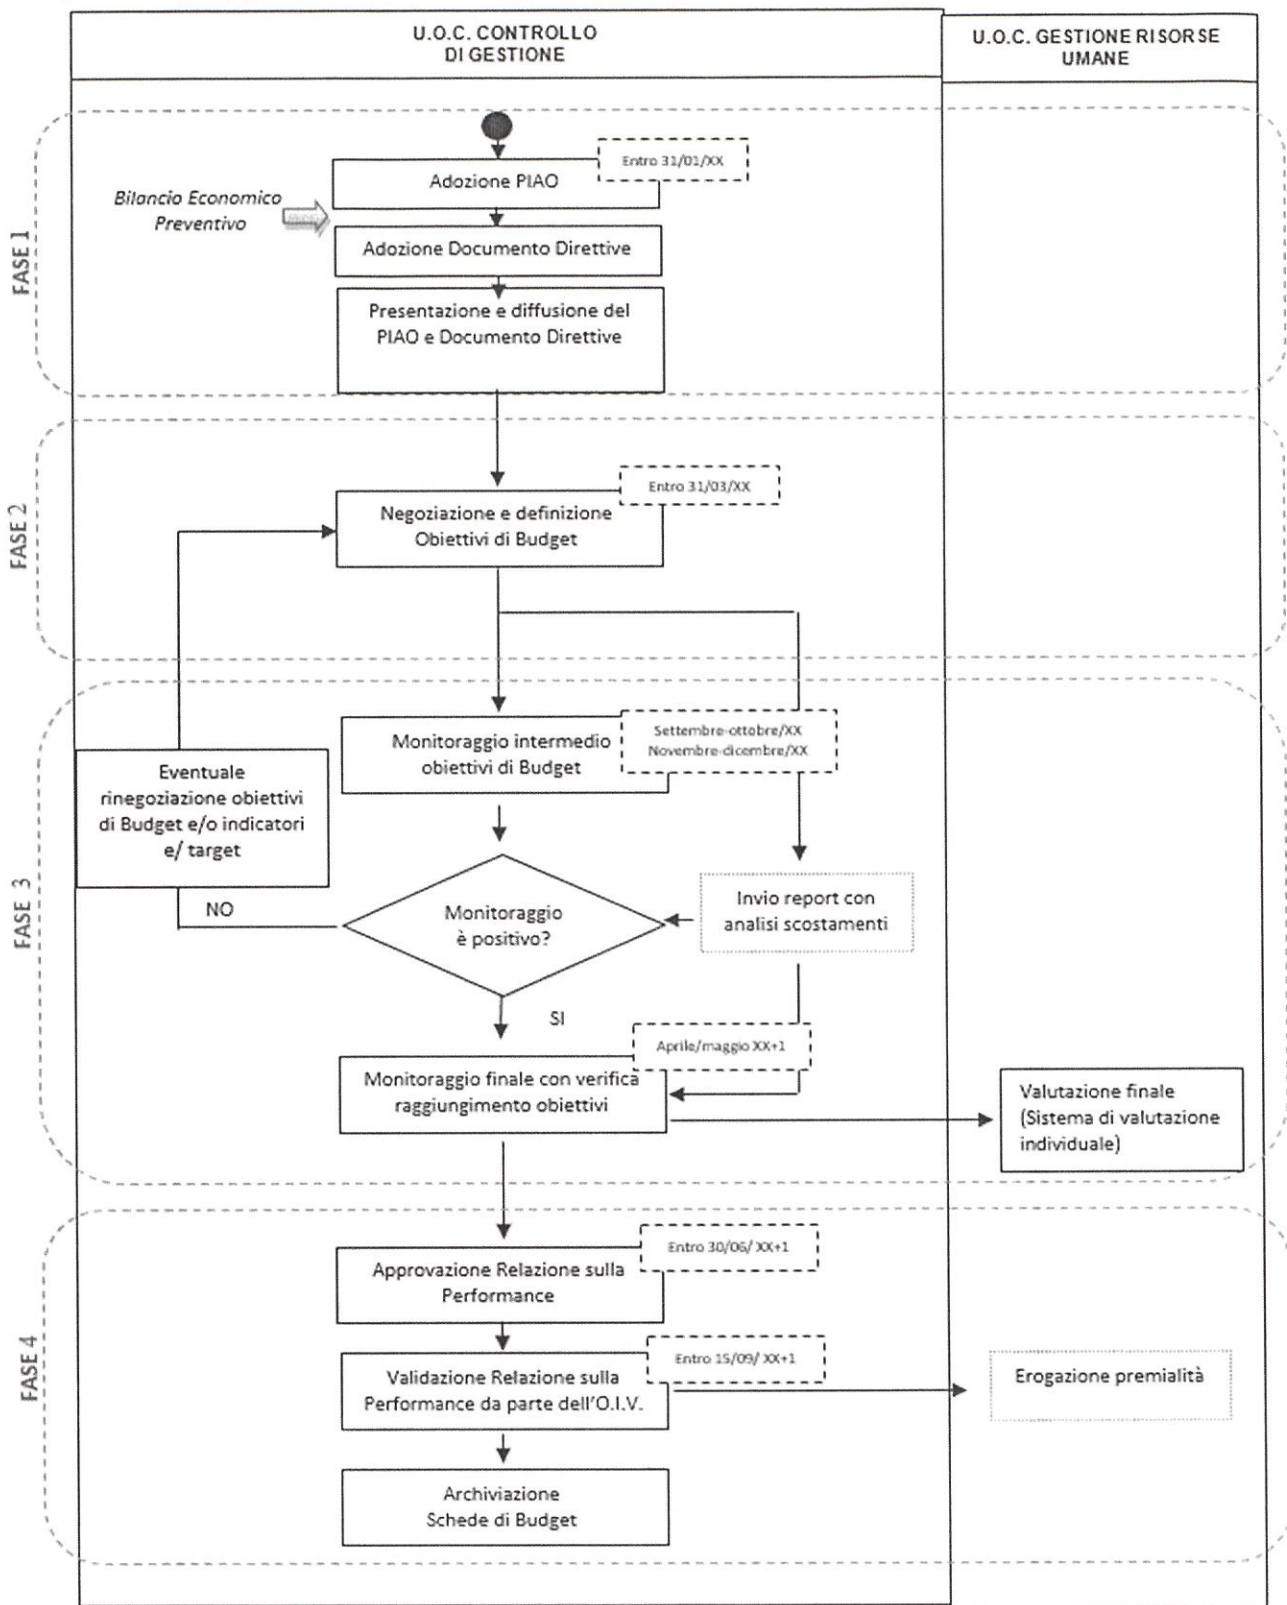 U.O.C. CONTROLLO
DI GESTIONE
U.O.C. GESTIONE RISORSE
UMANE
FASE 1
Entro 31/01/XX
Adozione PIAO
Bilancio Economico
Preventivo
Adozione Documento Direttive
Presentazione e diffusione del
PIAO e Documento Direttive
FASE 2
Entro 31/03/XX
Negoziazione e definizione
Obiettivi di Budget
FASE 3
Settembre-ottobre/XX
Novembre-dicembre/XX
Monitoraggio intermedio
obiettivi di Budget
Eventuale
rinegoziazione obiettivi
di Budget e/o indicatori
e/ target
NO
Monitoraggio
è positivo?
Invio report con
analisi scostamenti
SI
Aprile/maggio XX+1
Monitoraggio finale con verifica
raggiungimento obiettivi
Valutazione finale
(Sistema di valutazione
individuale)
FASE 4
Entro 30/06/ XX+1
Approvazione Relazione sulla
Performance
Entro 15/09/ XX+1
Validazione Relazione sulla
Performance da parte dell'O.I.V.
Erogazione premialità
Archiviazione
Schede di Budget